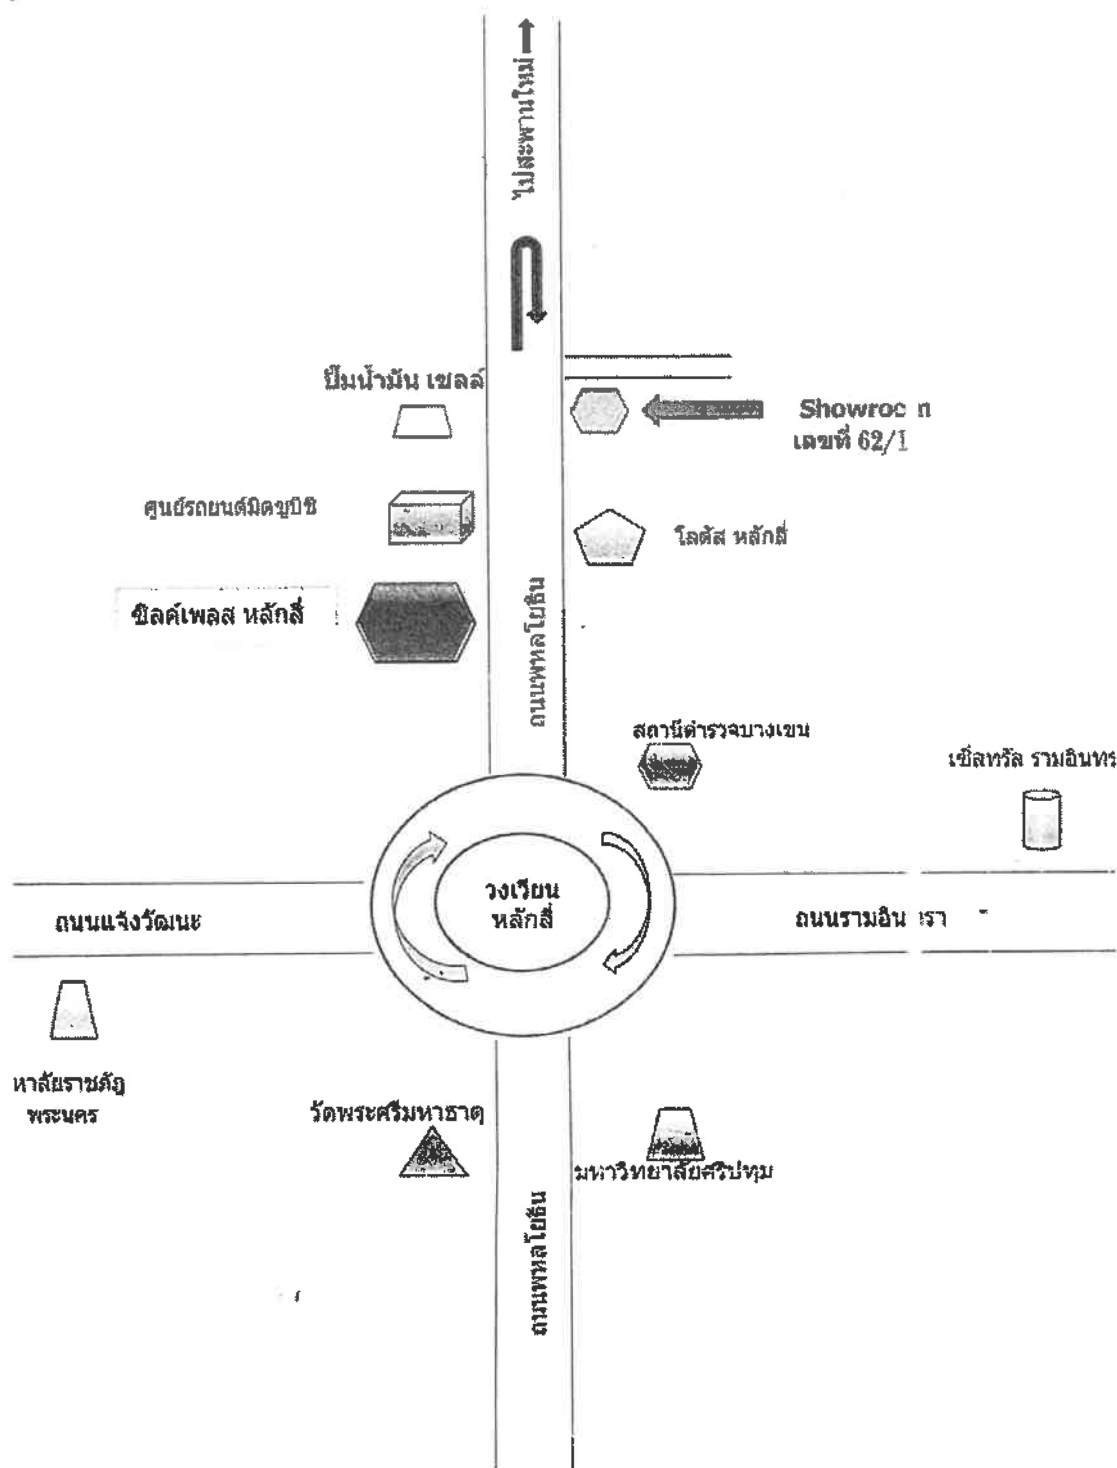 ไปสะพานใหม่
ปั๊มน้ำมัน เชลล์
Showroom
เลขที่ 62/1
ศูนย์รถยนต์มิตซูบิชิ
โลตัส หลักสี่
ซิลค์เพลส หลักสี่
ถนนพหลโยธิน
สถานีตำรวจบางเขน
เซ็ลทรัล รามอินทร
วงเวียน
หลักสี่
ถนนแจ้งวัฒนะ
ถนนรามอินทรา
หาลัยราชภัฏ
พระนคร
วัดพระศรีมหาธาตุ
มหาวิทยาลัยศรีปทุม
ถนนพหลโยธิน